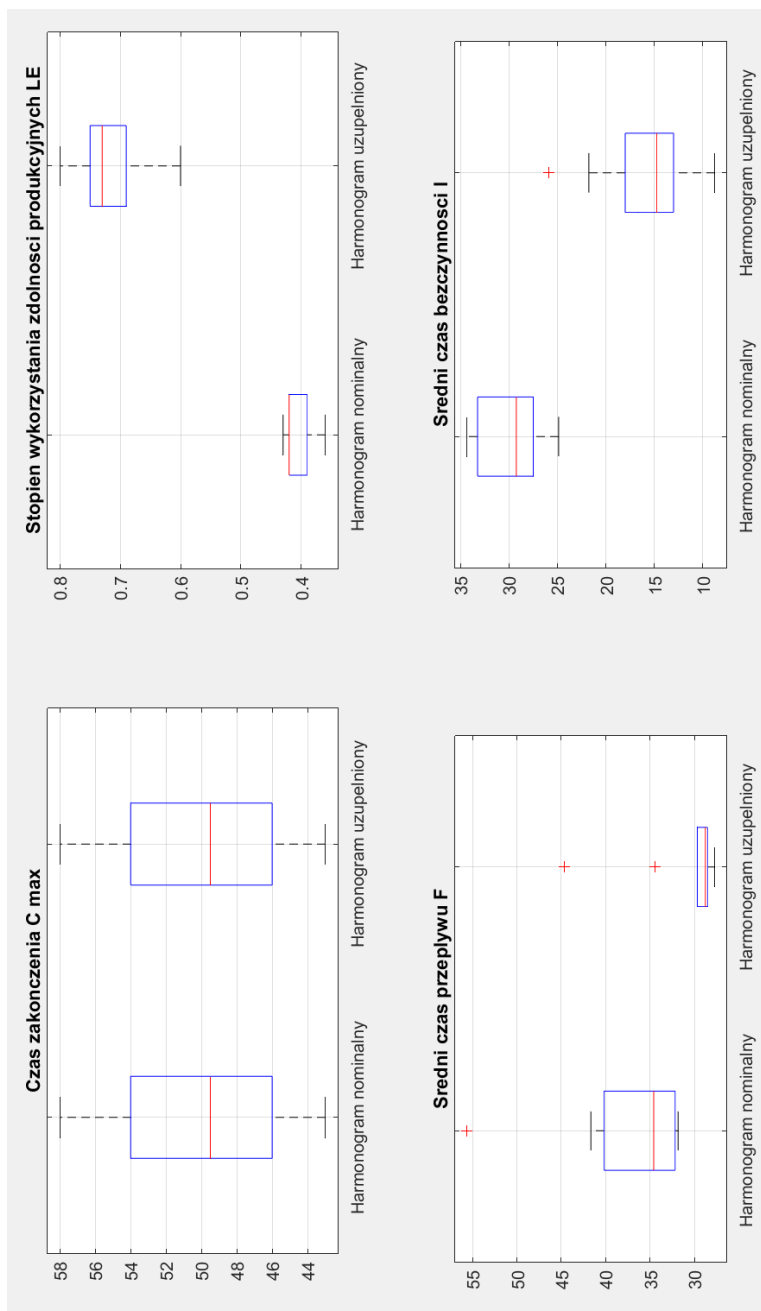 Czas zakonczenia C max
58
56
54
52
50
48
46
44
Harmonogram nominalny
Harmonogram uzupelniony
Stopien wykorzystania zdolnosci produkcyjnych LE
0.8
0.7
0.6
0.5
0.4
Harmonogram nominalny
Harmonogram uzupelniony
Sredni czas przeplywu F
55
50
45
40
35
30
Harmonogram nominalny
Harmonogram uzupelniony
Sredni czas bezczynnosci I
35
30
25
20
15
10
Harmonogram nominalny
Harmonogram uzupelniony